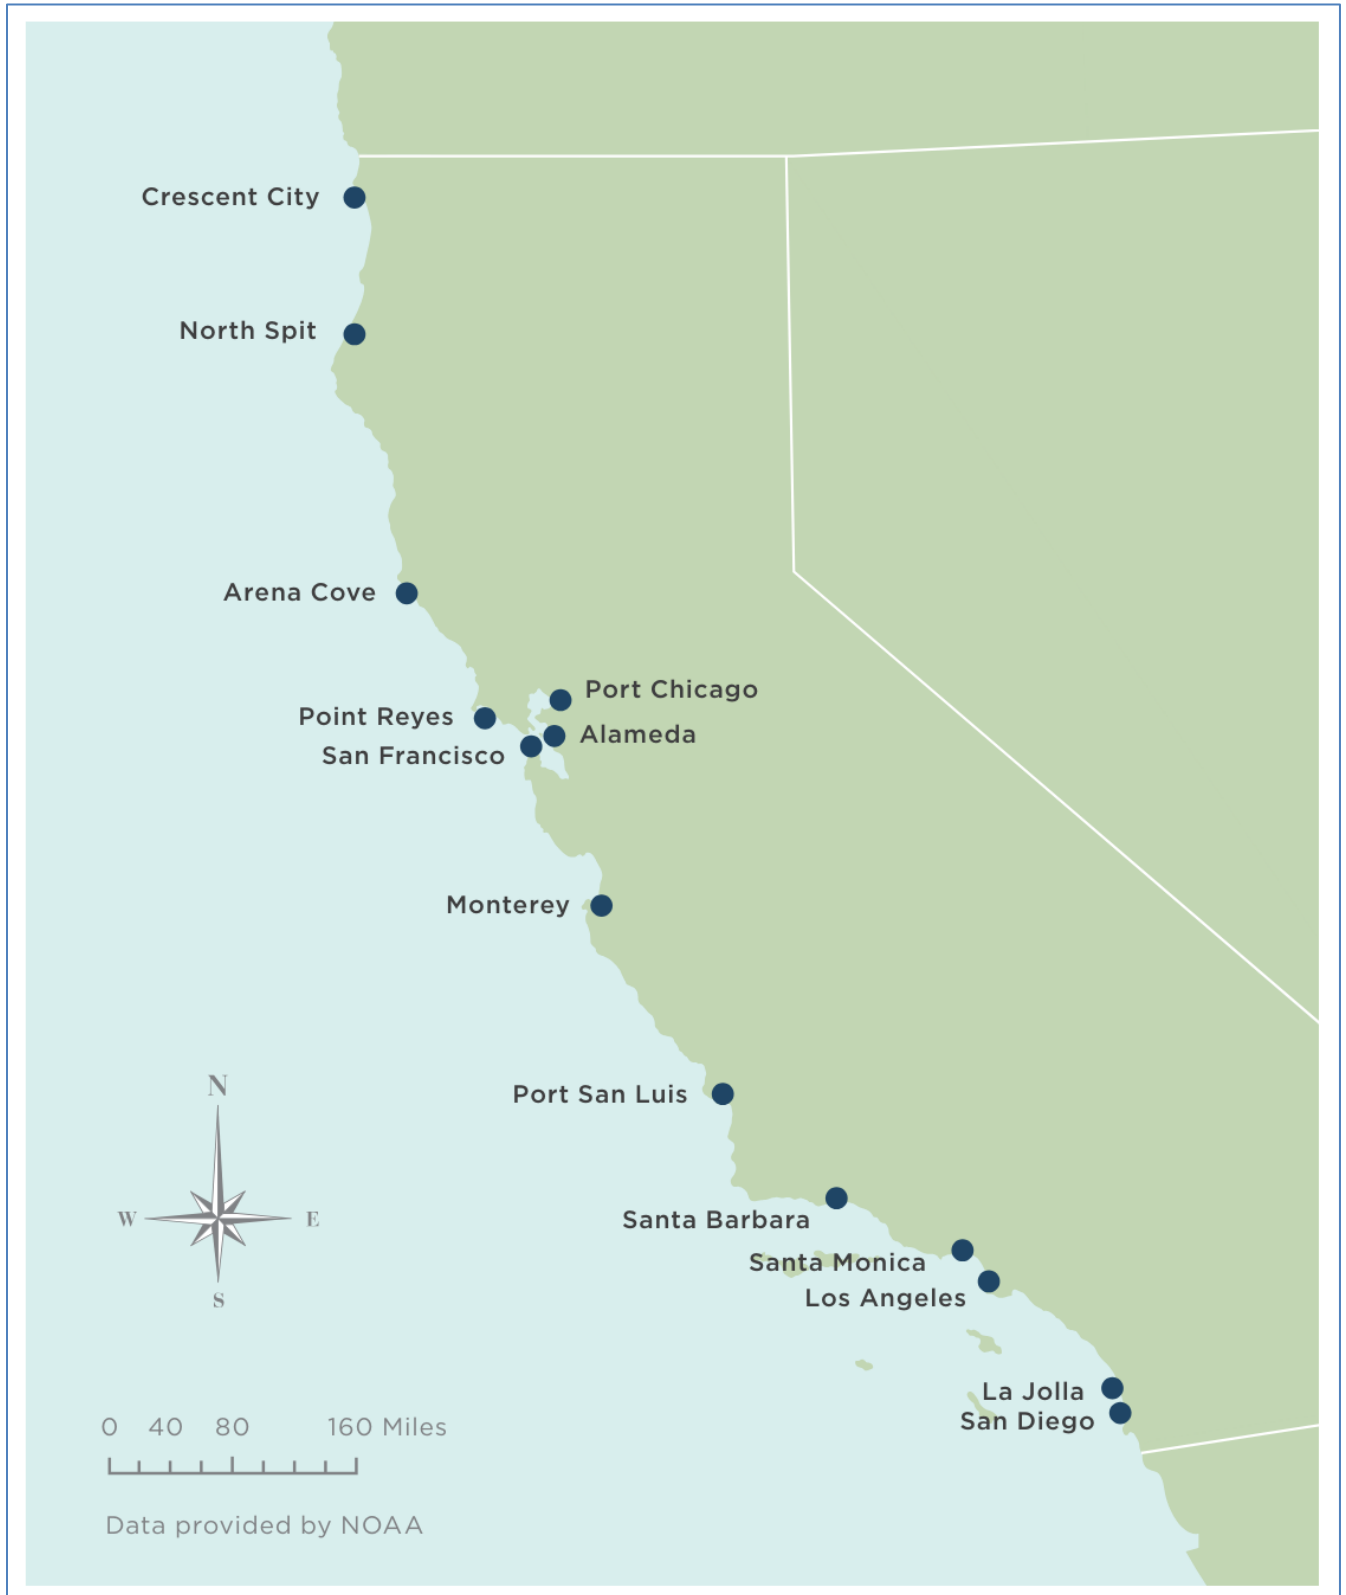 Crescent City
North Spit
Arena Cove
Port Chicago
Point Reyes
Alameda
San Francisco
Monterey
N
Port San Luis
W E
S
Santa Barbara
Santa Monica
Los Angeles
La Jolla
San Diego
0 40 80 160 Miles
Data provided by NOAA